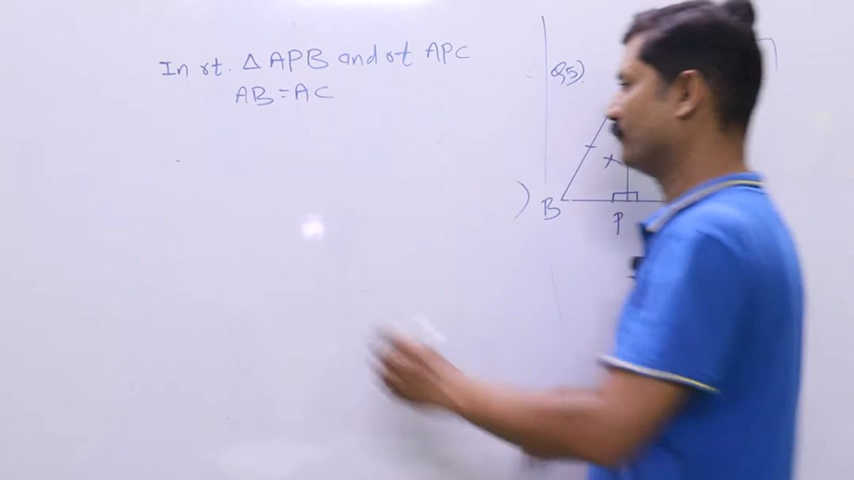 In rt. Δ APB and rt APC
AB = AC
Q5)
B
P